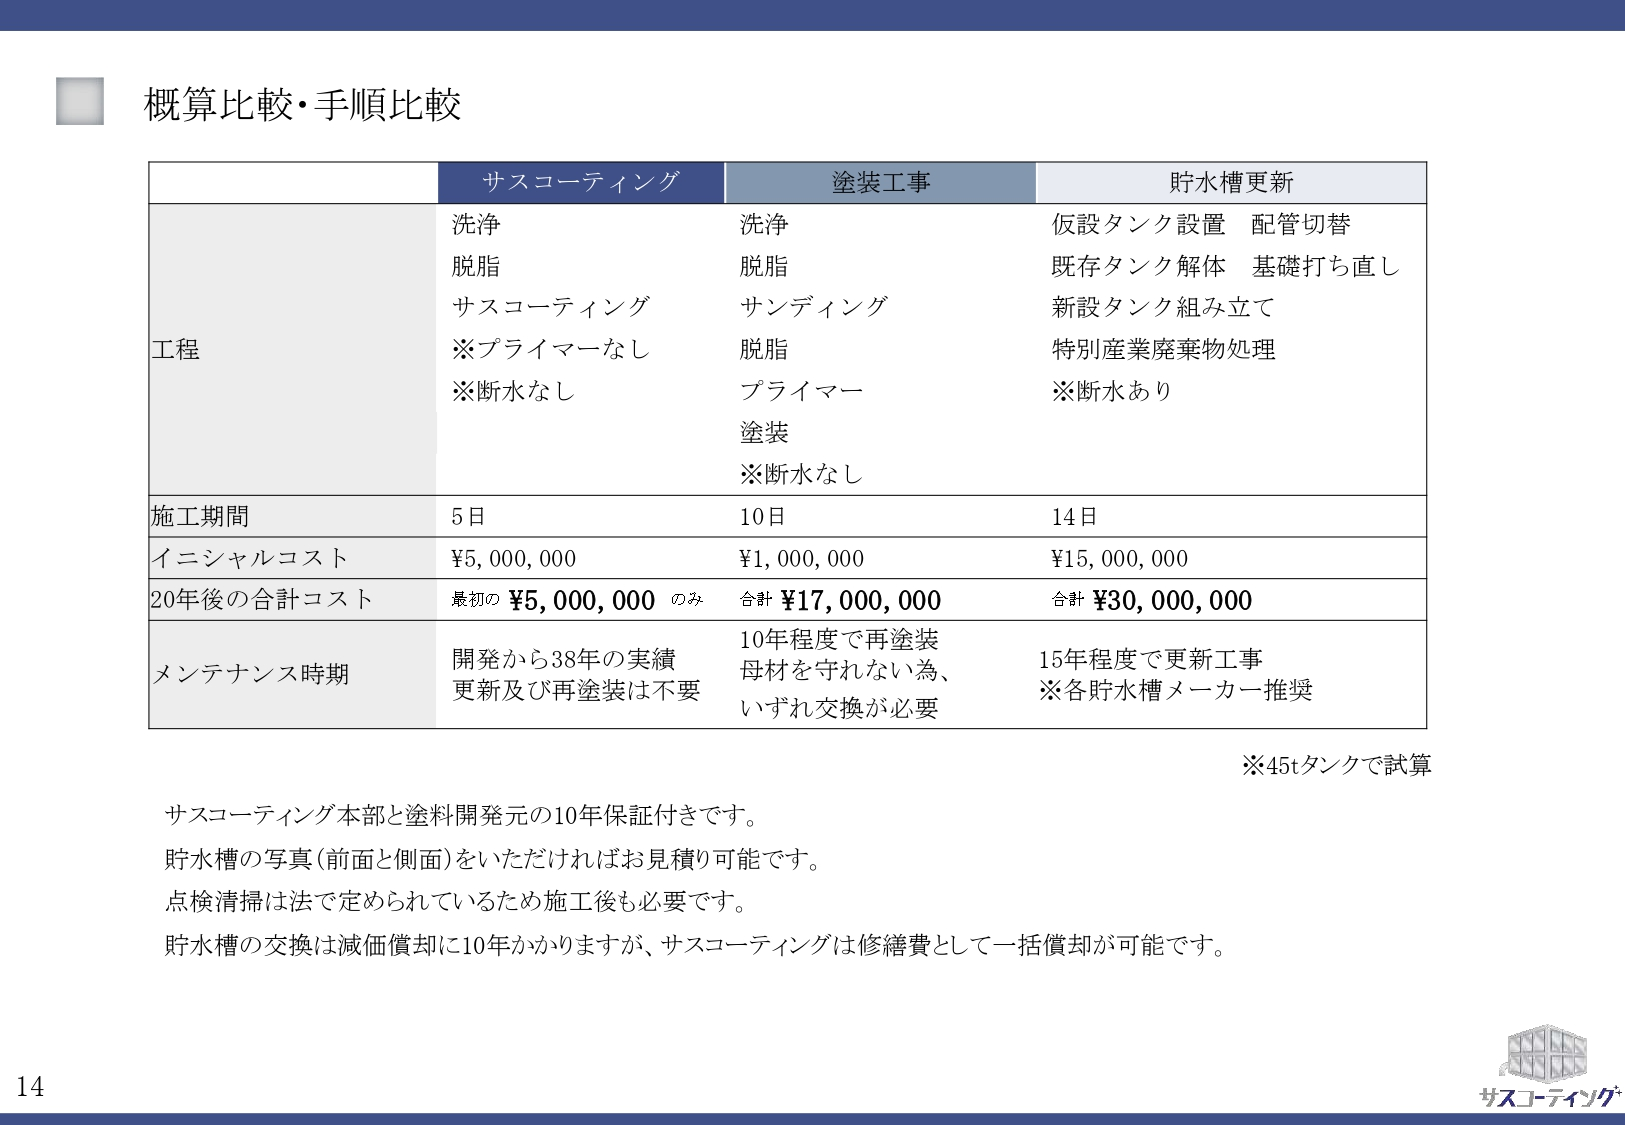 概算比較・手順比較
サスコーティング 塗装工事 貯水槽更新
工程
洗浄
脱脂
サスコーティング
※プライマーなし
※断水なし
洗浄
脱脂
サンディング
脱脂
プライマー
塗装
※断水なし
仮設タンク設置　配管切替
既存タンク解体　基礎打ち直し
新設タンク組み立て
特別産業廃棄物処理
※断水あり
施工期間 5日 10日 14日
イニシャルコスト ¥5,000,000 ¥1,000,000 ¥15,000,000
20年後の合計コスト 最初の ¥5,000,000 のみ 合計 ¥17,000,000 合計 ¥30,000,000
メンテナンス時期
開発から38年の実績
更新及び再塗装は不要
10年程度で再塗装
母材を守れない為、
いずれ交換が必要
15年程度で更新工事
※各貯水槽メーカー推奨
※45tタンクで試算
サスコーティング本部と塗料開発元の10年保証付きです。
貯水槽の写真(前面と側面)をいただければお見積り可能です。
点検清掃は法で定められているため施工後も必要です。
貯水槽の交換は減価償却に10年かかりますが、サスコーティングは修繕費として一括償却が可能です。
14
サスコーティング